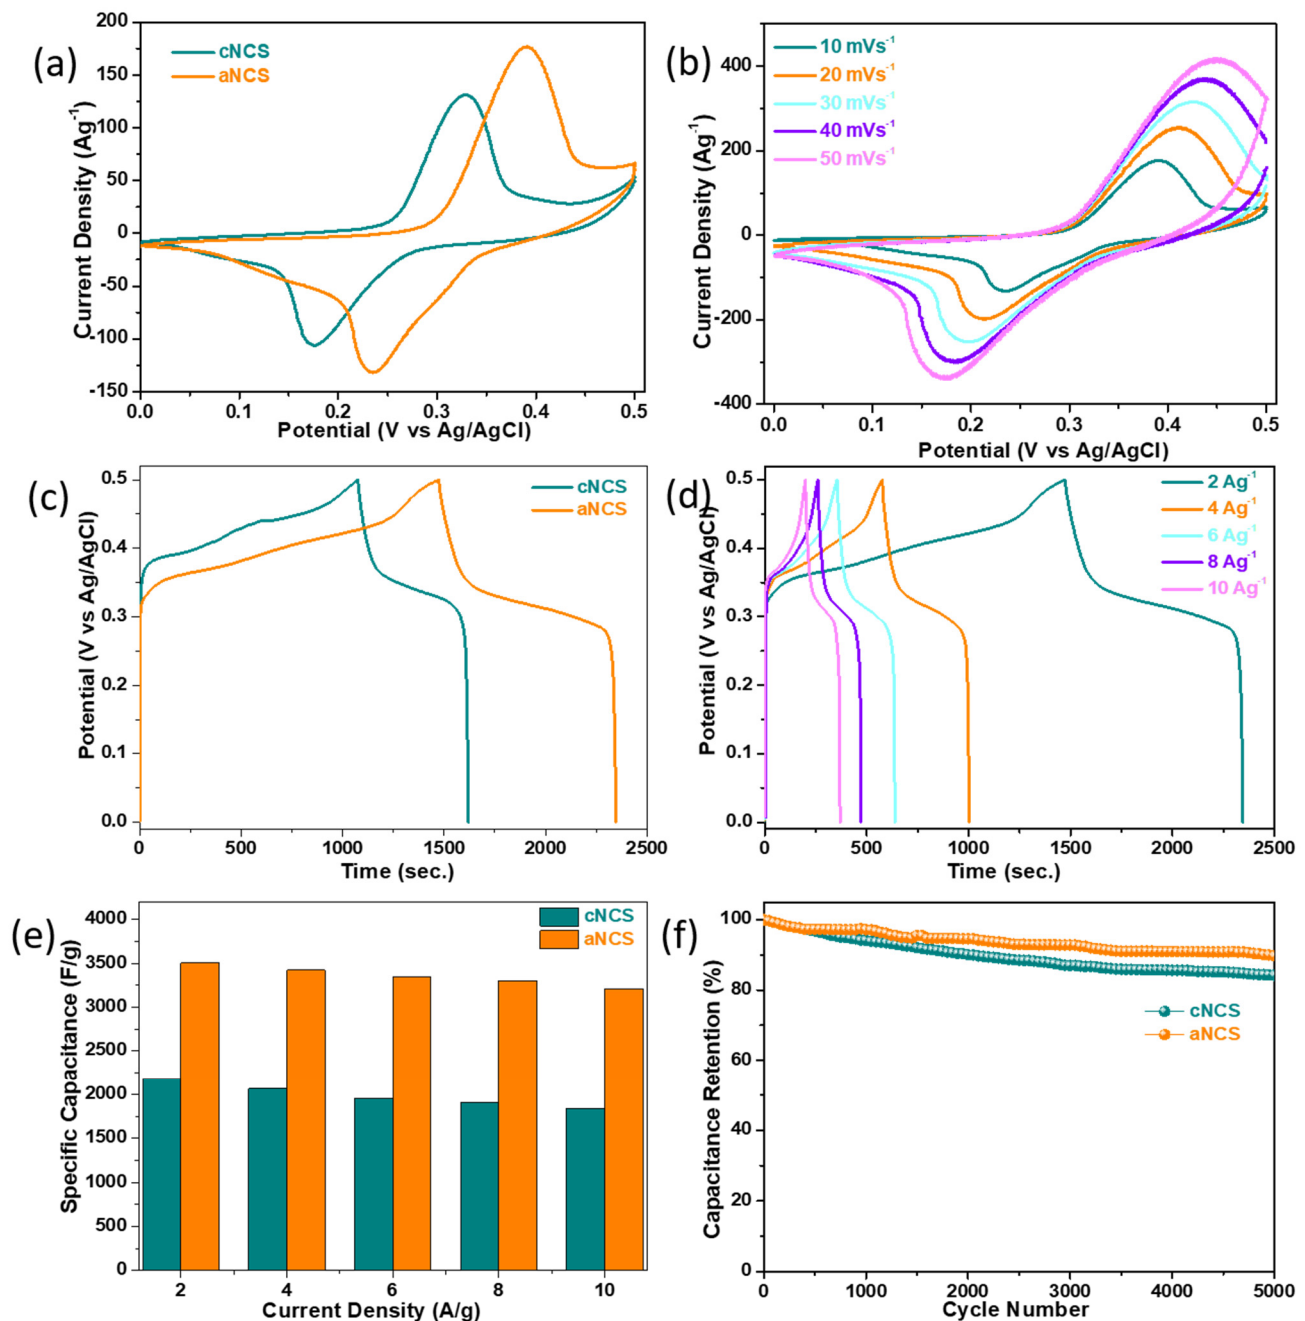 (a)
cNCS
aNCS
200
150
100
50
0
-50
-100
-150
Current Density (Ag⁻¹)
0.0 0.1 0.2 0.3 0.4 0.5
Potential (V vs Ag/AgCl)
(b)
10 mVs⁻¹
20 mVs⁻¹
30 mVs⁻¹
40 mVs⁻¹
50 mVs⁻¹
400
200
0
-200
-400
Current Density (Ag⁻¹)
0.0 0.1 0.2 0.3 0.4 0.5
Potential (V vs Ag/AgCl)
(c)
cNCS
aNCS
0.5
0.4
0.3
0.2
0.1
0.0
Potential (V vs Ag/AgCl)
0 500 1000 1500 2000 2500
Time (sec.)
(d)
2 Ag⁻¹
4 Ag⁻¹
6 Ag⁻¹
8 Ag⁻¹
10 Ag⁻¹
0.5
0.4
0.3
0.2
0.1
0.0
Potential (V vs Ag/AgCl)
0 500 1000 1500 2000 2500
Time (sec.)
(e)
cNCS
aNCS
4000
3500
3000
2500
2000
1500
1000
500
0
Specific Capacitance (F/g)
2 4 6 8 10
Current Density (A/g)
(f)
cNCS
aNCS
100
80
60
40
20
0
Capacitance Retention (%)
0 1000 2000 3000 4000 5000
Cycle Number